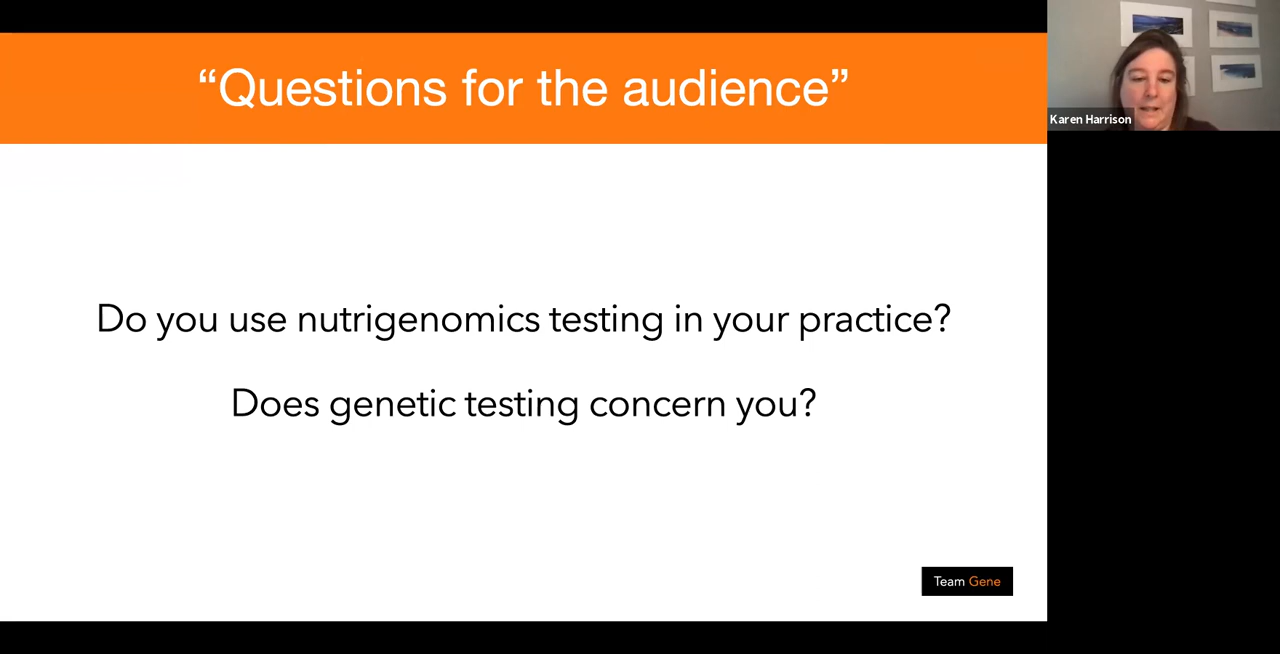 “Questions for the audience”
Karen Harrison
Do you use nutrigenomics testing in your practice?
Does genetic testing concern you?
Team Gene